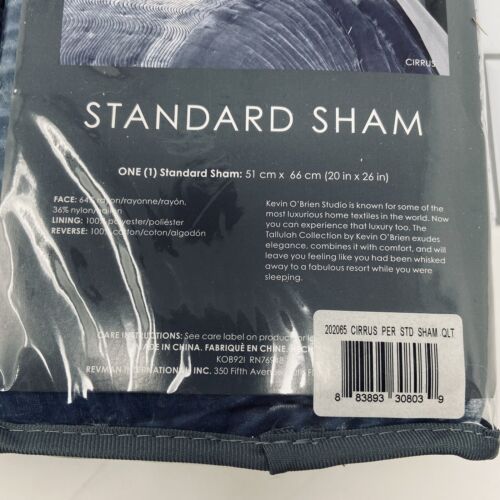 CIRRUS
STANDARD SHAM
ONE (1) Standard Sham: 51 cm x 66 cm (20 in x 26 in)
FACE: 64% rayon/rayonne/rayón,
36% nylon/
LINING: 100% polyester/poliéster
REVERSE: 100% cotton/coton/algodón
Kevin O'Brien Studio is known for some of the
most luxurious home textiles in the world. Now
you can experience that luxury too. The
Tallulah Collection by Kevin O'Brien exudes
elegance, combines it with comfort, and will
leave you feeling like you had been whisked
away to a fabulous resort while you were
sleeping.
CARE INSTRUCTIONS: See care label on product
MADE IN CHINA. FABRIQUÉ EN CHINE.
KOB92I RN76948
REVMAN INTERNATIONAL, INC. 350 Fifth Avenue
202065 CIRRUS PER STD SHAM QLT
8 83893 30803 9